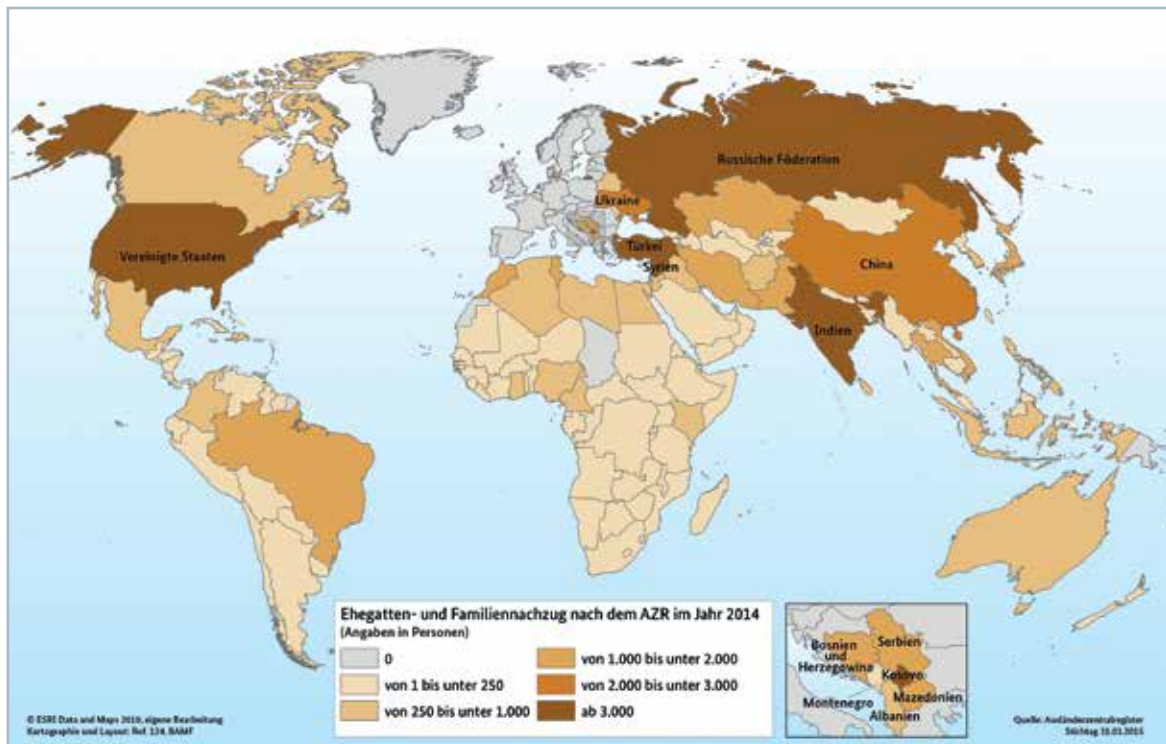 Russische Föderation
Ukraine
Vereinigte Staaten
Türkei
Syrien
China
Indien
Ehegatten- und Familiennachzug nach dem AZR im Jahr 2014
(Angaben in Personen)
0
von 1 bis unter 250
von 250 bis unter 1.000
von 1.000 bis unter 2.000
von 2.000 bis unter 3.000
ab 3.000
Bosnien
und
Herzegowina
Serbien
Kosovo
Mazedonien
Montenegro
Albanien
© ESRI Data and Maps 2010, eigene Bearbeitung
Kartographie und Layout: Ref. 124, BAMF
Quelle: Ausländerzentralregister
Stichtag